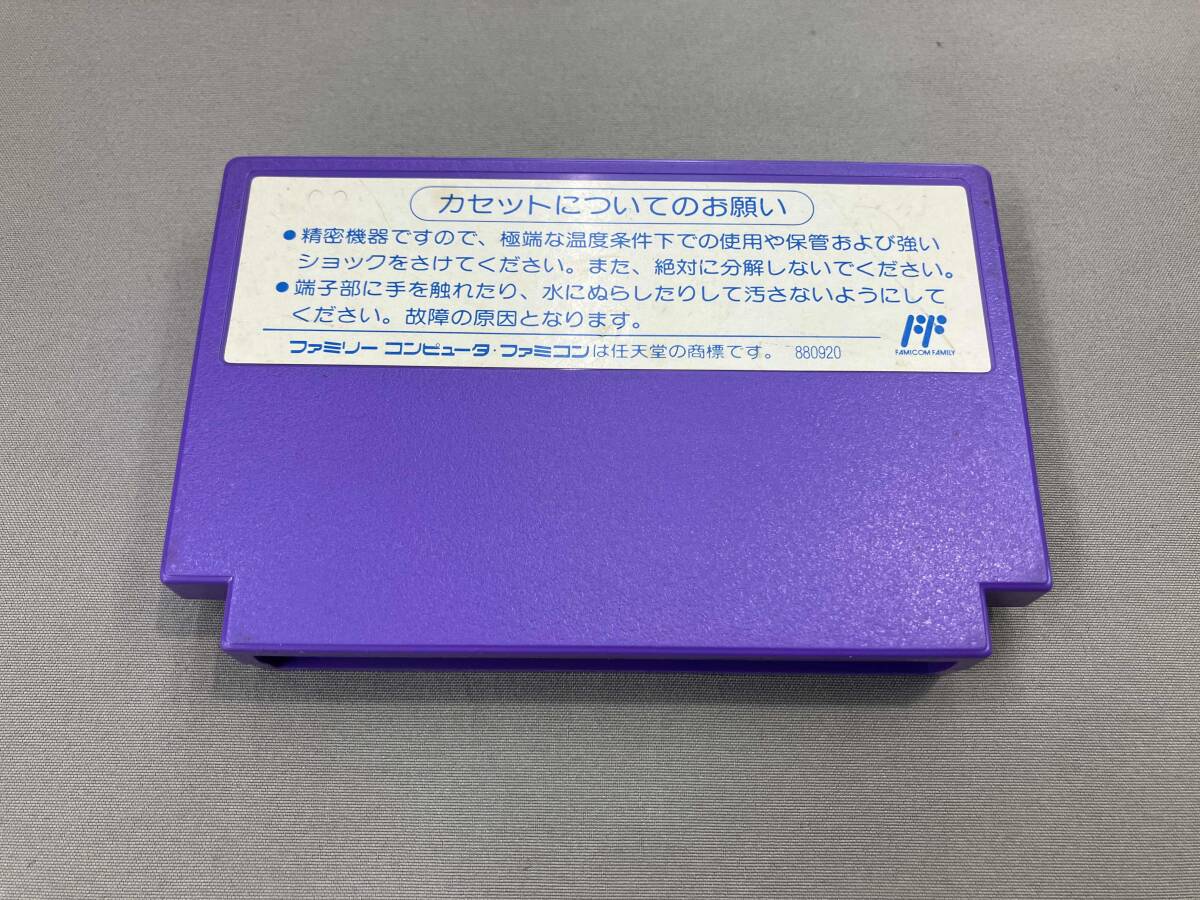 カセットについてのお願い
●精密機器ですので、極端な温度条件下での使用や保管および強い
ショックをさけてください。また、絶対に分解しないでください。
●端子部に手を触れたり、水にぬらしたりして汚さないようにして
ください。故障の原因となります。
FF
FAMICOM FAMILY
ファミリー コンピュータ・ファミコンは任天堂の商標です。 880920